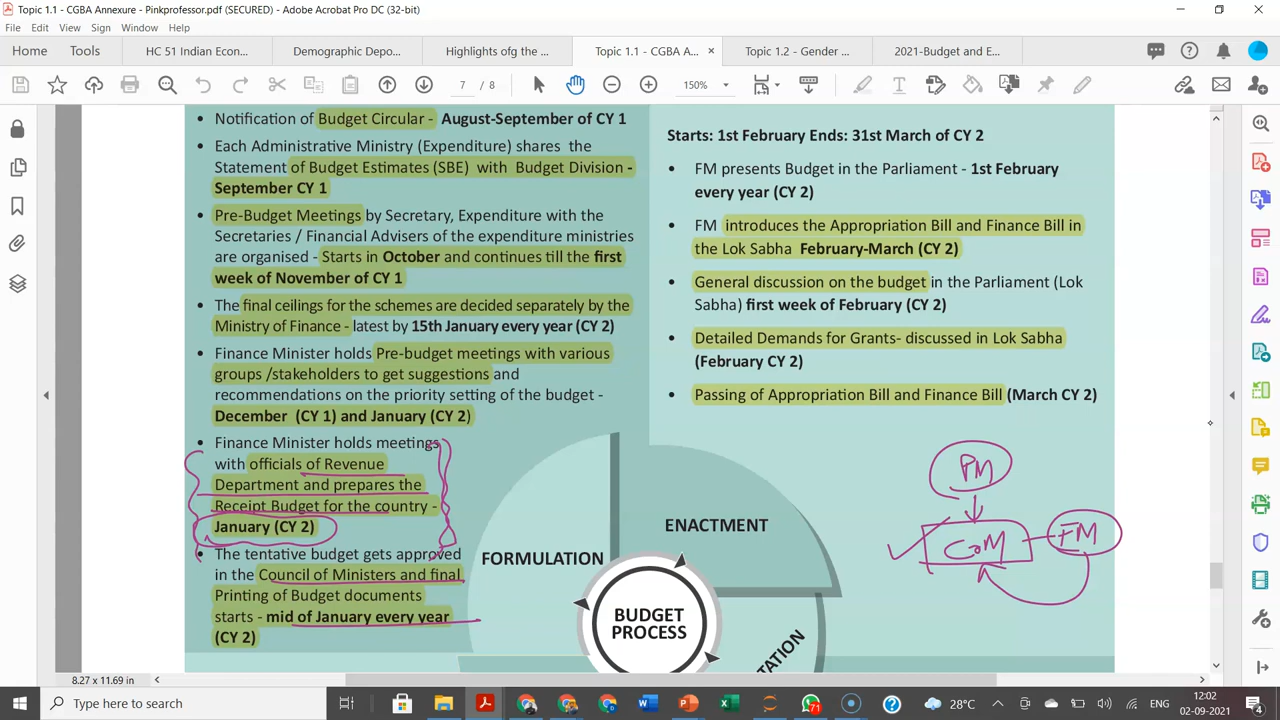 Topic 1.1 - CGBA Annexure - Pinkprofessor.pdf (SECURED) - Adobe Acrobat Pro DC (32-bit)
File Edit View Sign Window Help
Home Tools HC 51 Indian Econ... Demographic Depo... Highlights ofg the ... Topic 1.1 - CGBA A... × Topic 1.2 - Gender ... 2021-Budget and E...
7 / 8 150%
• Notification of Budget Circular - August-September of CY 1
• Each Administrative Ministry (Expenditure) shares the
Statement of Budget Estimates (SBE) with Budget Division -
September CY 1
• Pre-Budget Meetings by Secretary, Expenditure with the
Secretaries / Financial Advisers of the expenditure ministries
are organised - Starts in October and continues till the first
week of November of CY 1
• The final ceilings for the schemes are decided separately by the
Ministry of Finance - latest by 15th January every year (CY 2)
• Finance Minister holds Pre-budget meetings with various
groups /stakeholders to get suggestions and
recommendations on the priority setting of the budget -
December (CY 1) and January (CY 2)
• Finance Minister holds meetings
with officials of Revenue
Department and prepares the
Receipt Budget for the country -
January (CY 2)
• The tentative budget gets approved
in the Council of Ministers and final
Printing of Budget documents
starts - mid of January every year
(CY 2)
Starts: 1st February Ends: 31st March of CY 2
• FM presents Budget in the Parliament - 1st February
every year (CY 2)
• FM introduces the Appropriation Bill and Finance Bill in
the Lok Sabha February-March (CY 2)
• General discussion on the budget in the Parliament (Lok
Sabha) first week of February (CY 2)
• Detailed Demands for Grants- discussed in Lok Sabha
(February CY 2)
• Passing of Appropriation Bill and Finance Bill (March CY 2)
PM
CoM FM
ENACTMENT
FORMULATION
BUDGET
PROCESS
TATION
8.27 x 11.69 in
Type here to search
71
28°C ENG 12:02
02-09-2021
4